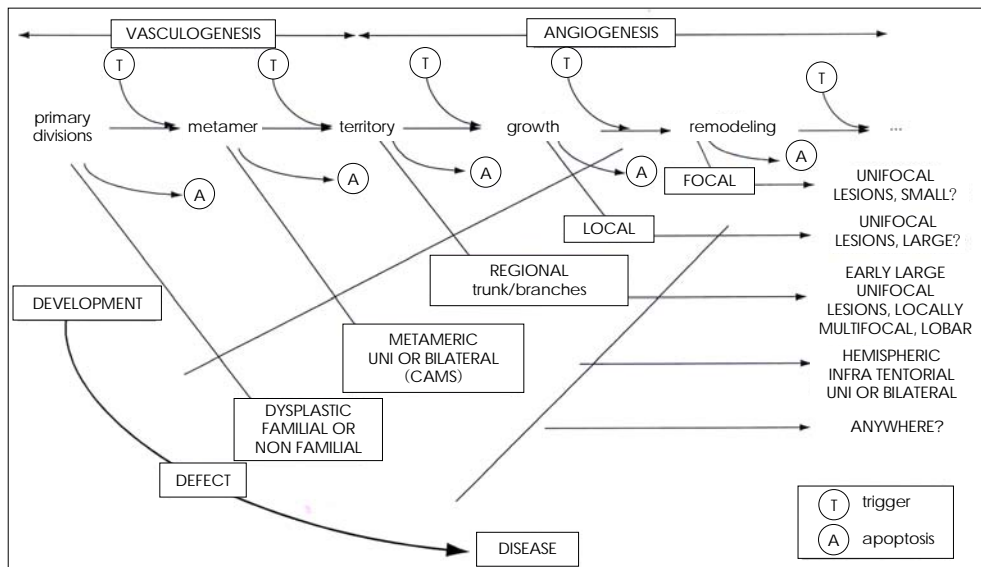 VASCULOGENESIS
ANGIOGENESIS
T
T
T
T
T
primary
divisions
metamer
territory
growth
remodeling
...
A
A
A
A
A
FOCAL
UNIFOCAL
LESIONS, SMALL?
LOCAL
UNIFOCAL
LESIONS, LARGE?
REGIONAL
trunk/branches
EARLY LARGE
UNIFOCAL
LESIONS, LOCALLY
MULTIFOCAL, LOBAR
DEVELOPMENT
METAMERIC
UNI OR BILATERAL
(CAMS)
HEMISPHERIC
INFRA TENTORIAL
UNI OR BILATERAL
DYSPLASTIC
FAMILIAL OR
NON FAMILIAL
ANYWHERE?
DEFECT
DISEASE
T trigger
A apoptosis